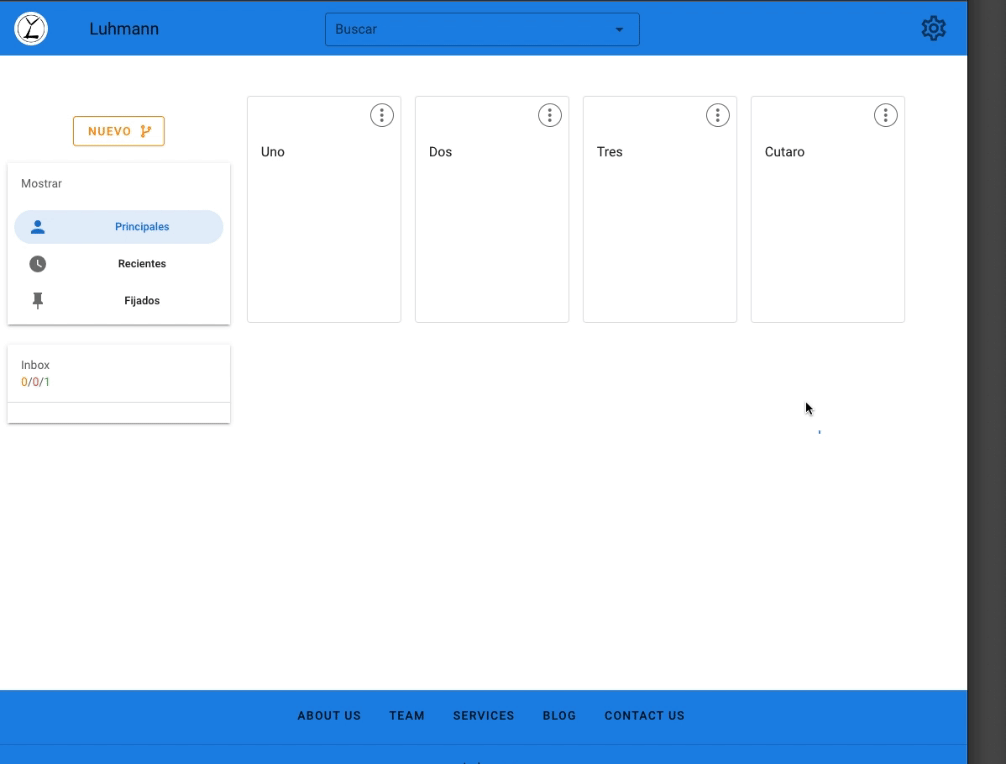 Luhmann
Buscar
NUEVO
Mostrar
Principales
Recientes
Fijados
Inbox
0/0/1
Uno
Dos
Tres
Cutaro
ABOUT US TEAM SERVICES BLOG CONTACT US